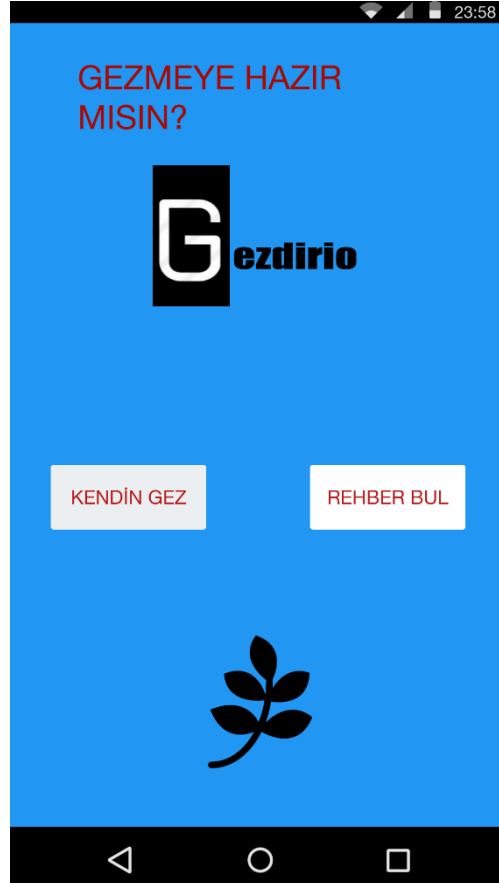 23:58
GEZMEYE HAZIR
MISIN?
Gezdirio
KENDİN GEZ
REHBER BUL